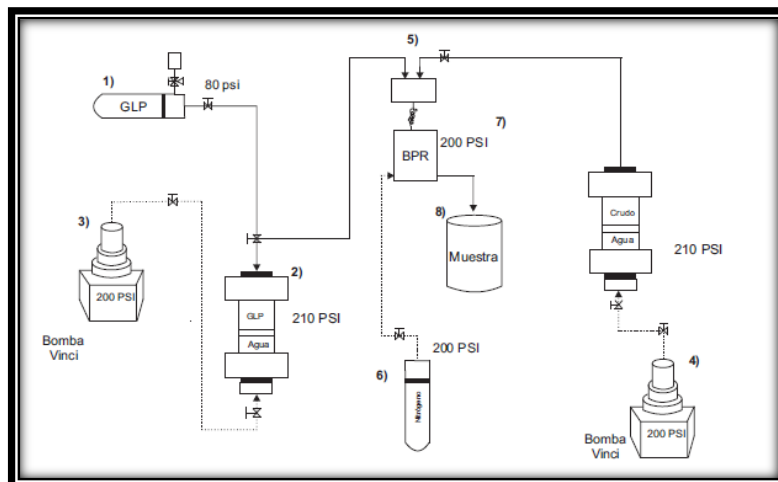 5)
1)
80 psi
GLP
200 PSI
7)
BPR
3)
8)
Crudo
Agua
Muestra
210 PSI
2)
200 PSI
GLP
210 PSI
Agua
Bomba
Vinci
200 PSI
6)
Nitrógeno
4)
200 PSI
Bomba
Vinci